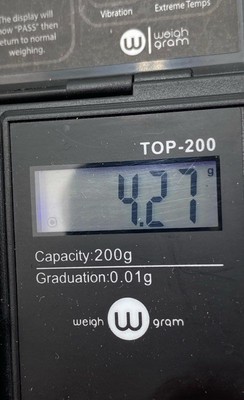 The display will
now "PASS" then
return to normal
weighing.
Vibration
Extreme Temps
W weigh
gram
TOP-200
4.27 g
Capacity:200g
Graduation:0.01g
weigh W gram